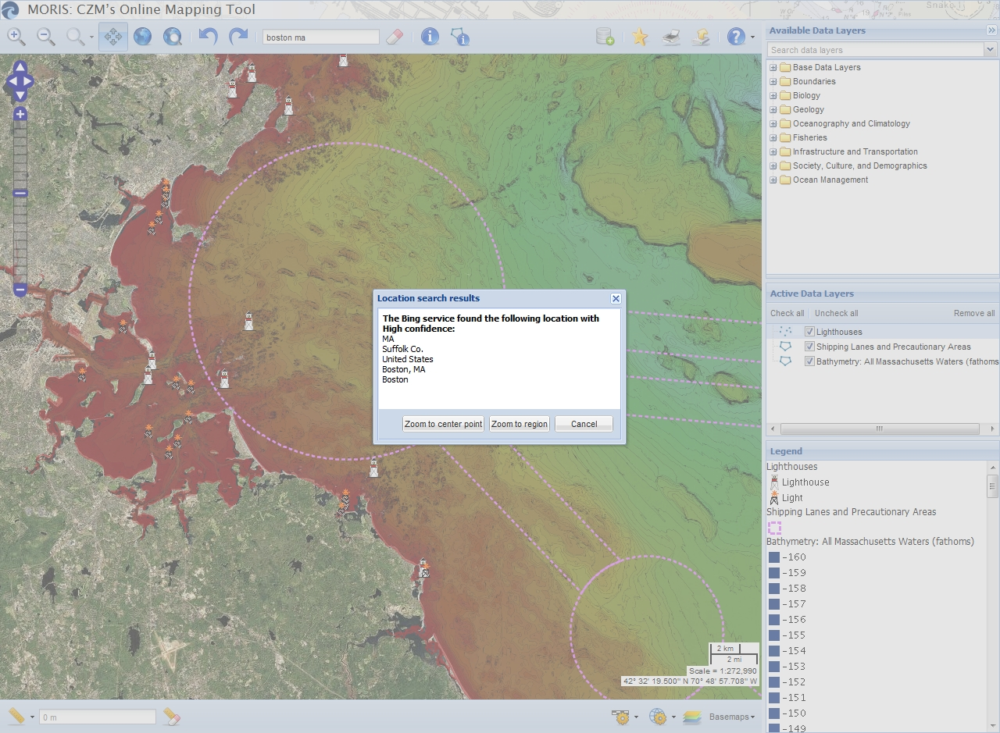 MORIS: CZM's Online Mapping Tool
boston ma
Available Data Layers
Search data layers
Base Data Layers
Boundaries
Biology
Geology
Oceanography and Climatology
Fisheries
Infrastructure and Transportation
Society, Culture, and Demographics
Ocean Management
Location search results
The Bing service found the following location with
High confidence:
MA
Suffolk Co.
United States
Boston, MA
Boston
Zoom to center point
Zoom to region
Cancel
Active Data Layers
Check all
Uncheck all
Remove all
Lighthouses
Shipping Lanes and Precautionary Areas
Bathymetry: All Massachusetts Waters (fathoms
Legend
Lighthouses
Lighthouse
Light
Shipping Lanes and Precautionary Areas
Bathymetry: All Massachusetts Waters (fathoms)
-160
-159
-158
-157
-156
-155
-154
-153
-152
-151
-150
-149
2 km
2 mi
Scale = 1:272,990
42° 32' 19.500" N 70° 48' 57.708" W
0 m
Basemaps